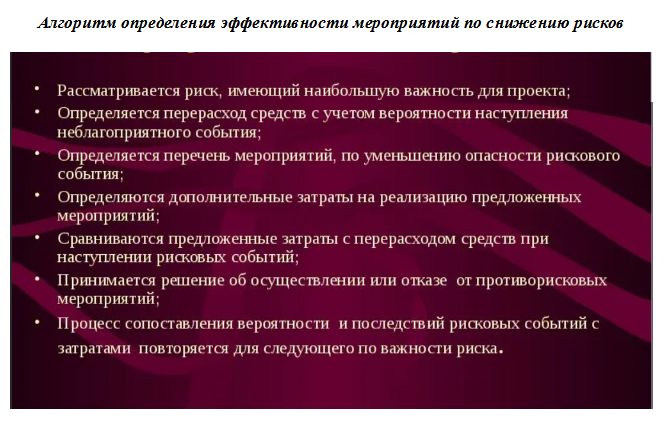 Алгоритм определения эффективности мероприятий по снижению рисков
• Рассматривается риск, имеющий наибольшую важность для проекта;
• Определяется перерасход средств с учетом вероятности наступления
неблагоприятного события;
• Определяется перечень мероприятий, по уменьшению опасности рискового
события;
• Определяются дополнительные затраты на реализацию предложенных
мероприятий;
• Сравниваются предложенные затраты с перерасходом средств при
наступлении рисковых событий;
• Принимается решение об осуществлении или отказе от противорисковых
мероприятий;
• Процесс сопоставления вероятности и последствий рисковых событий с
затратами повторяется для следующего по важности риска.